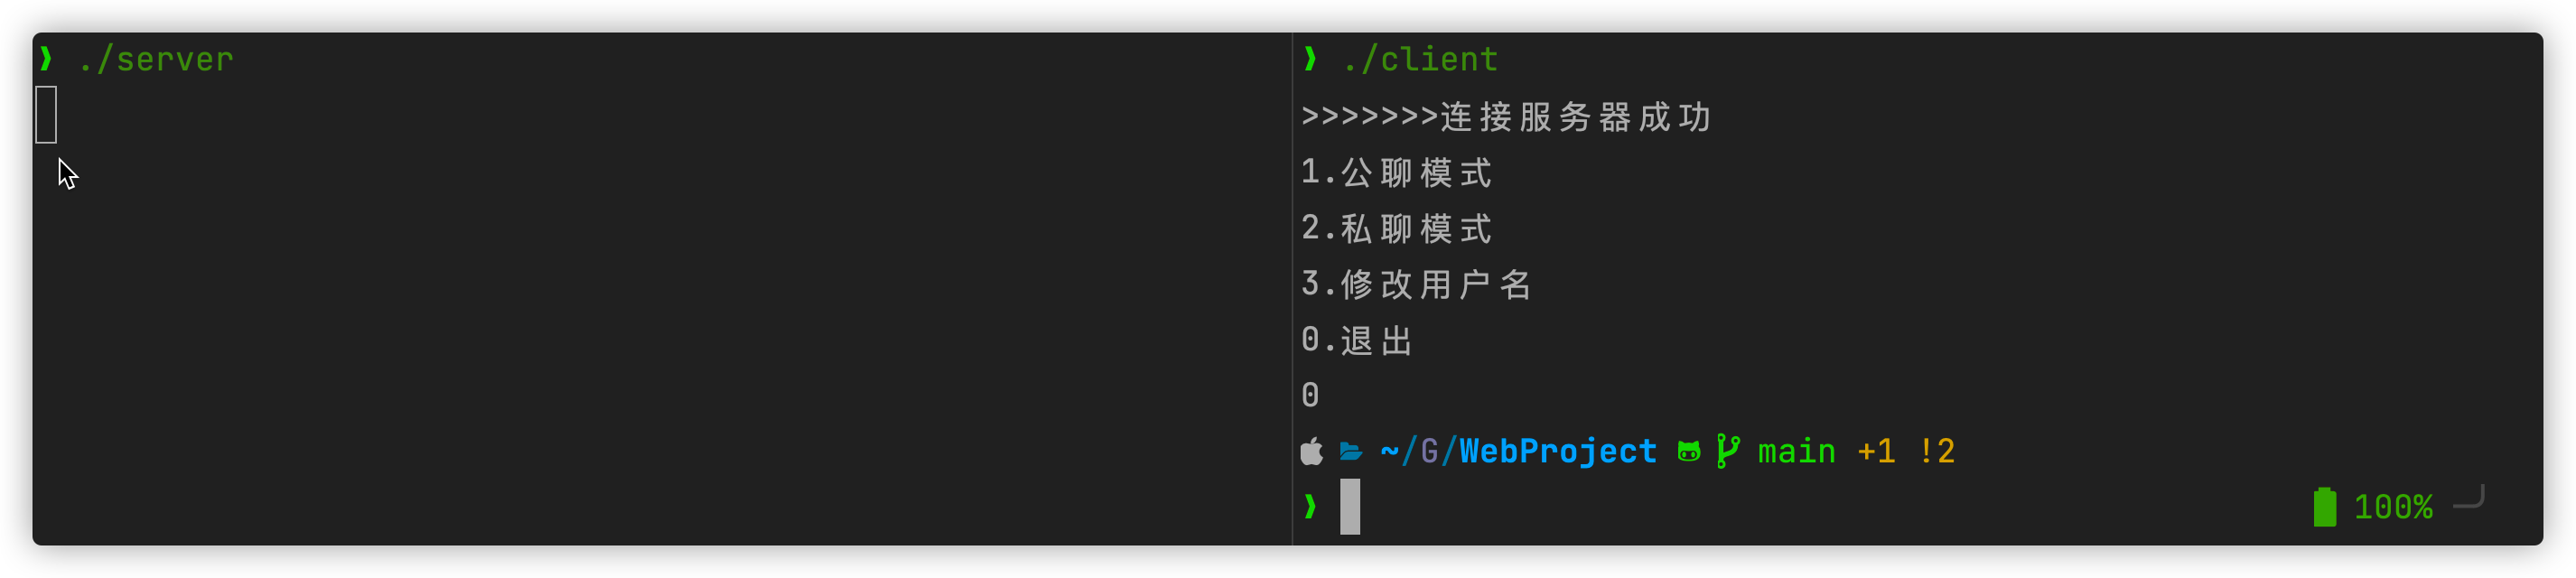 ❯ ./server
❯ ./client
>>>>>>>连接服务器成功
1.公聊模式
2.私聊模式
3.修改用户名
0.退出
0
~/G/WebProject main +1 !2
❯
100%